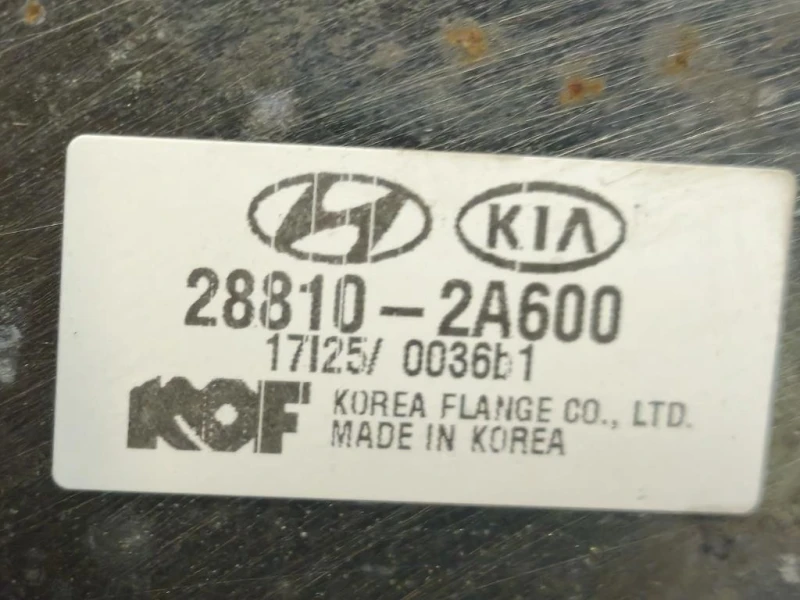 KIA
28810-2A600
17I25/ 0036b1
KOF KOREA FLANGE CO., LTD.
MADE IN KOREA